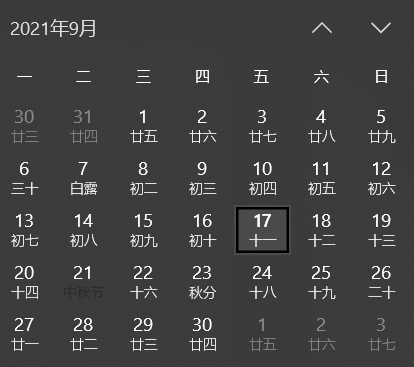 2021年9月
一 二 三 四 五 六 日
30 31 1 2 3 4 5
廿三 廿四 廿五 廿六 廿七 廿八 廿九
6 7 8 9 10 11 12
三十 白露 初二 初三 初四 初五 初六
13 14 15 16 17 18 19
初七 初八 初九 初十 十一 十二 十三
20 21 22 23 24 25 26
十四 中秋节 十六 秋分 十八 十九 二十
27 28 29 30 1 2 3
廿一 廿二 廿三 廿四 廿五 廿六 廿七